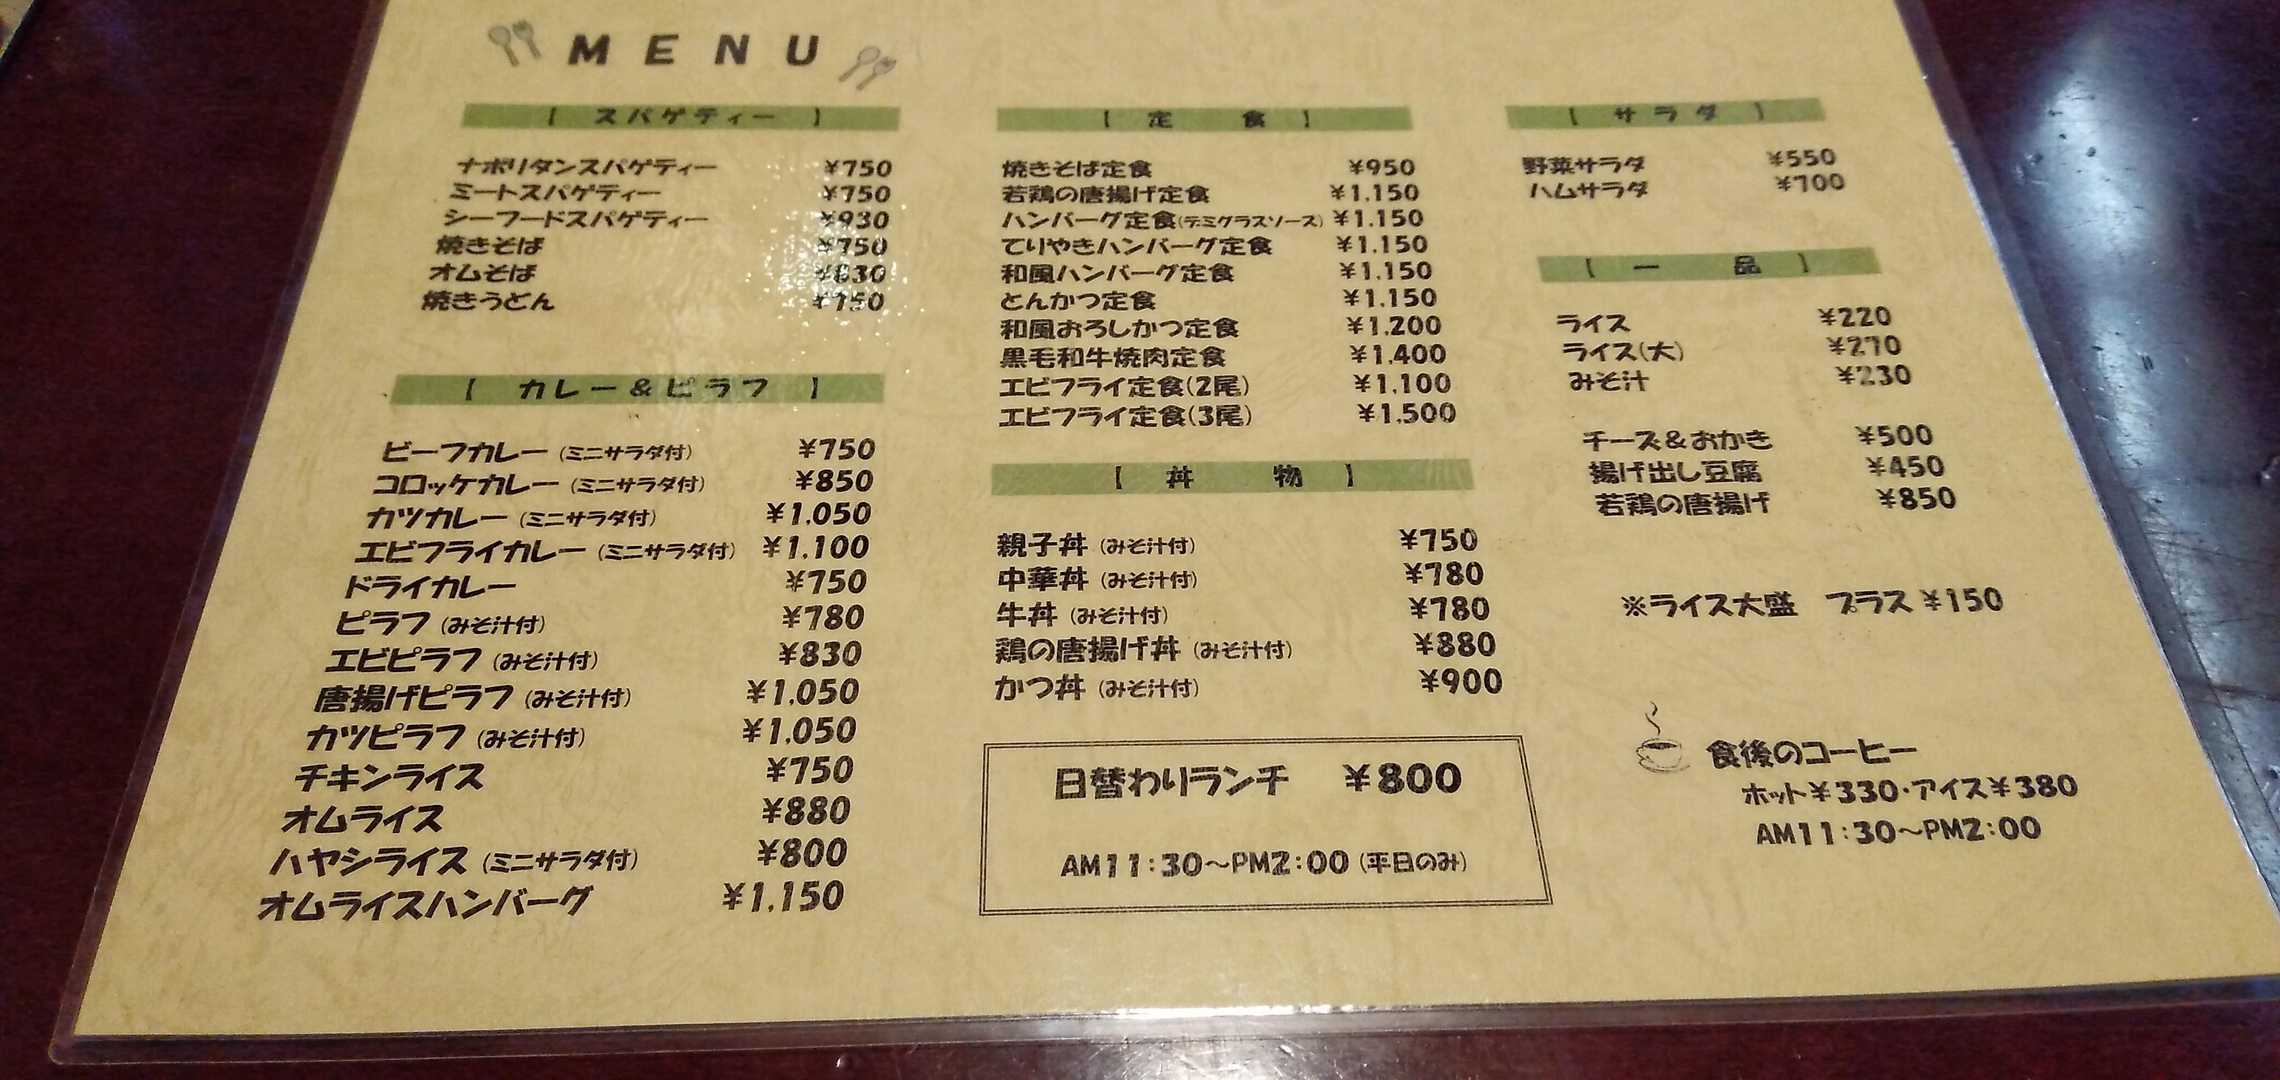 MENU
【 スパゲティー 】
ナポリタンスパゲティー ¥750
ミートスパゲティー ¥750
シーフードスパゲティー ¥930
焼きそば ¥750
オムそば ¥830
焼きうどん ¥750
【 カレー&ピラフ 】
ビーフカレー (ミニサラダ付) ¥750
コロッケカレー (ミニサラダ付) ¥850
カツカレー (ミニサラダ付) ¥1.050
エビフライカレー (ミニサラダ付) ¥1.100
ドライカレー ¥750
ピラフ (みそ汁付) ¥780
エビピラフ (みそ汁付) ¥830
唐揚げピラフ (みそ汁付) ¥1.050
カツピラフ (みそ汁付) ¥1.050
チキンライス ¥750
オムライス ¥880
ハヤシライス (ミニサラダ付) ¥800
オムライスハンバーグ ¥1.150
【 定 食 】
焼きそば定食 ¥950
若鶏の唐揚げ定食 ¥1.150
ハンバーグ定食(デミグラスソース) ¥1.150
てりやきハンバーグ定食 ¥1.150
和風ハンバーグ定食 ¥1.150
とんかつ定食 ¥1.150
和風おろしかつ定食 ¥1.200
黒毛和牛焼肉定食 ¥1.400
エビフライ定食(2尾) ¥1.100
エビフライ定食(3尾) ¥1.500
【 丼 物 】
親子丼 (みそ汁付) ¥750
中華丼 (みそ汁付) ¥780
牛丼 (みそ汁付) ¥780
鶏の唐揚げ丼 (みそ汁付) ¥880
かつ丼 (みそ汁付) ¥900
日替わりランチ ¥800
AM11:30～PM2:00 (平日のみ)
【 サラダ 】
野菜サラダ ¥550
ハムサラダ ¥700
【 一 品 】
ライス ¥220
ライス(大) ¥270
みそ汁 ¥230
チーズ&おかき ¥500
揚げ出し豆腐 ¥450
若鶏の唐揚げ ¥850
※ライス大盛 プラス ¥150
食後のコーヒー
ホット¥330・アイス¥380
AM11:30～PM2:00